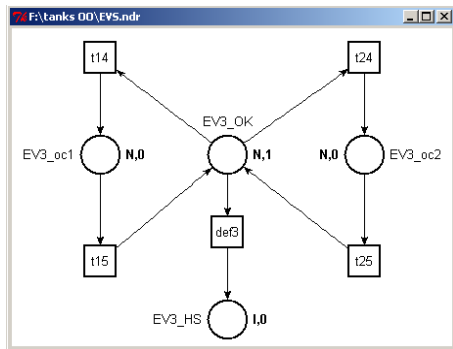 F:\tanks OO\EVS.ndr
t14
t24
EV3_OK
EV3_oc1
N,0
N,1
N,0
EV3_oc2
def3
t15
t25
EV3_HS
I,0